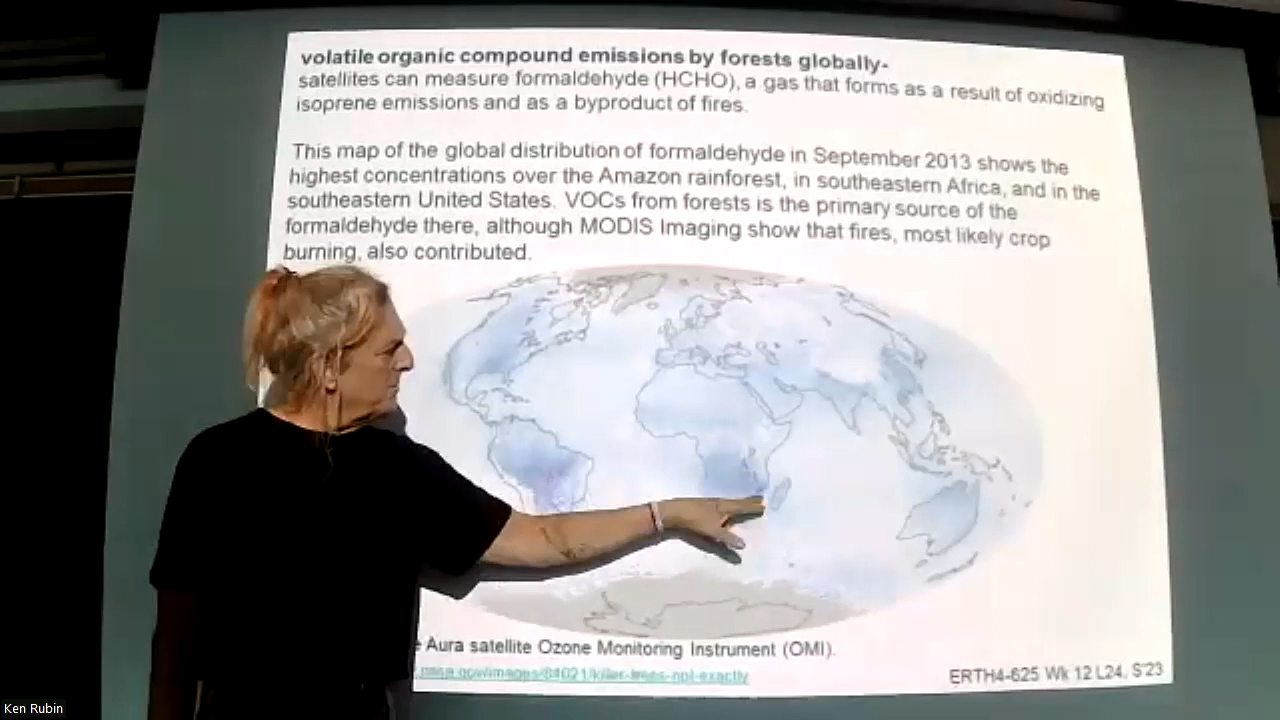 volatile organic compound emissions by forests globally-
satellites can measure formaldehyde (HCHO), a gas that forms as a result of oxidizing
isoprene emissions and as a byproduct of fires.
This map of the global distribution of formaldehyde in September 2013 shows the
highest concentrations over the Amazon rainforest, in southeastern Africa, and in the
southeastern United States. VOCs from forests is the primary source of the
formaldehyde there, although MODIS Imaging show that fires, most likely crop
burning, also contributed.
Aura satellite Ozone Monitoring Instrument (OMI).
.nasa.gov/images/84021/killer-trees-not-exactly
ERTH4-625 Wk 12 L24, S'23
Ken Rubin